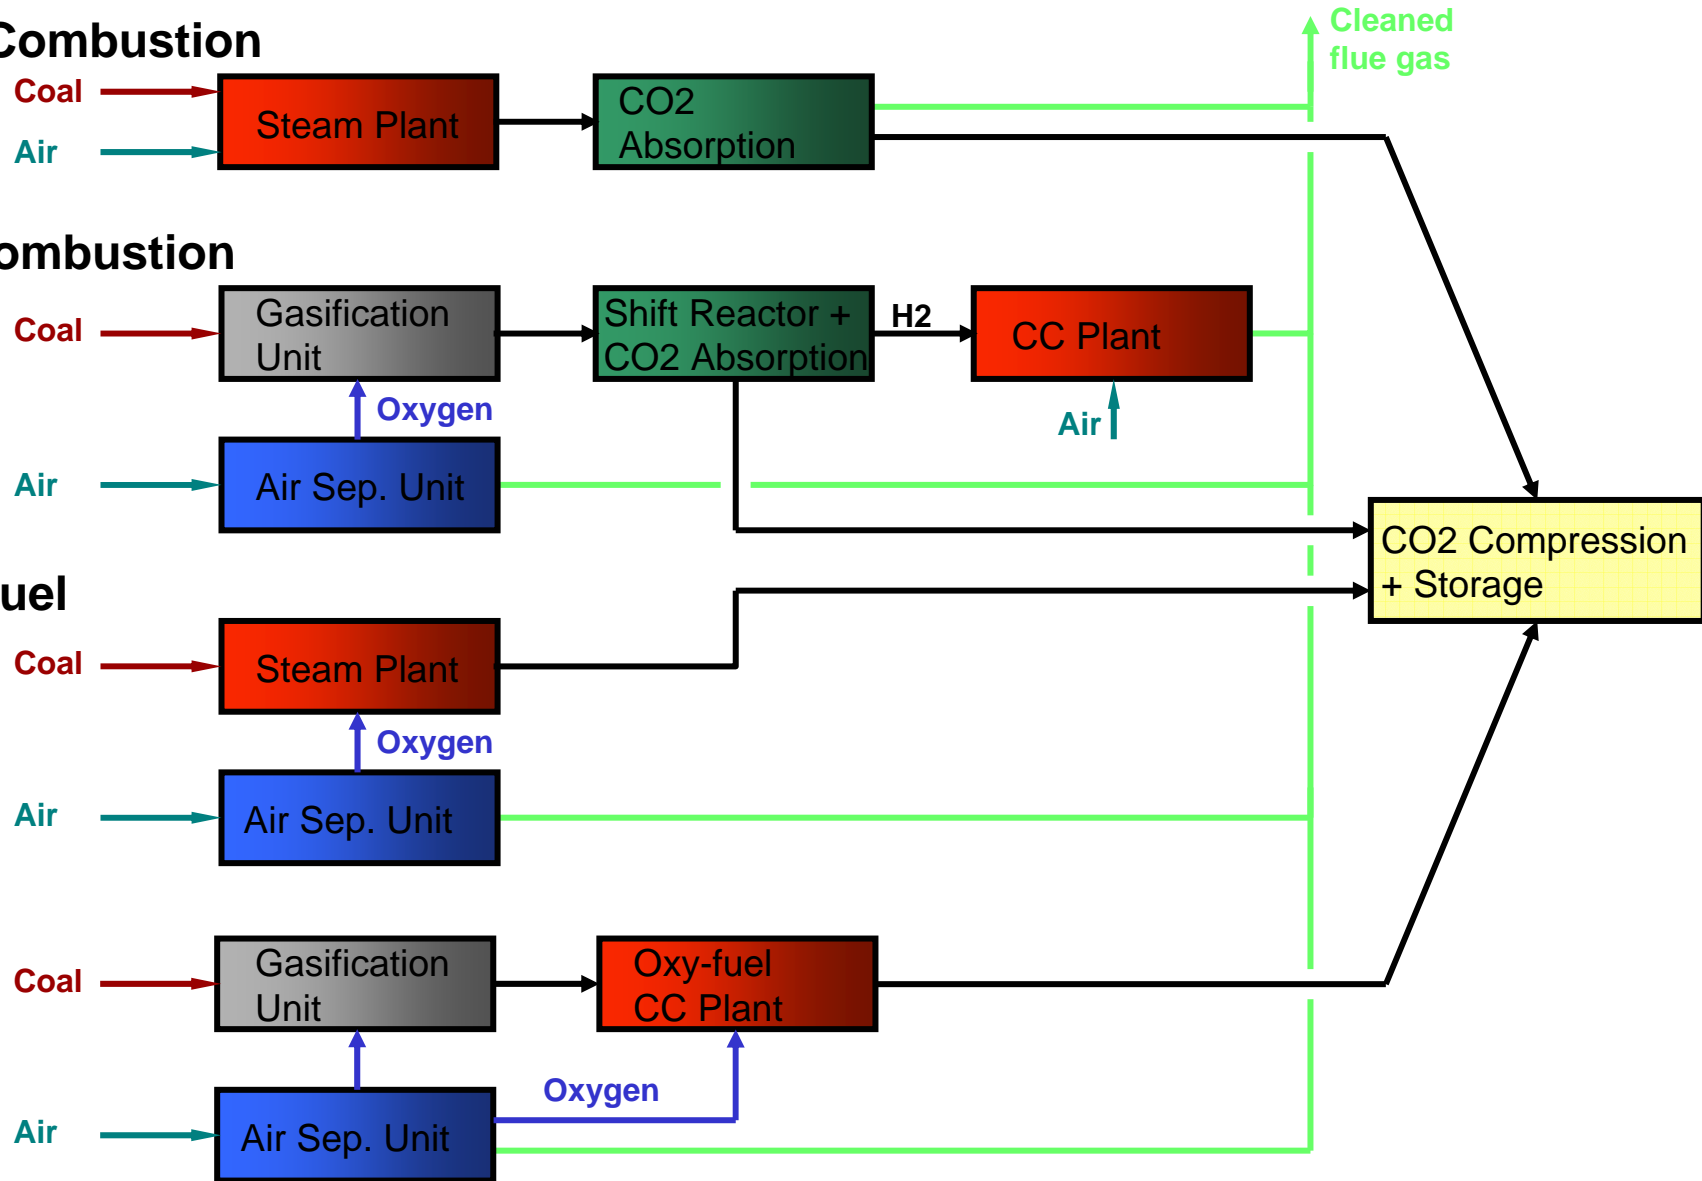 Combustion
Cleaned
flue gas
Coal
Air
Steam Plant
CO2
Absorption
ombustion
Coal
Gasification
Unit
Shift Reactor +
CO2 Absorption
H2
CC Plant
Oxygen
Air
Air
Air Sep. Unit
CO2 Compression
+ Storage
uel
Coal
Steam Plant
Oxygen
Air
Air Sep. Unit
Coal
Gasification
Unit
Oxy-fuel
CC Plant
Oxygen
Air
Air Sep. Unit